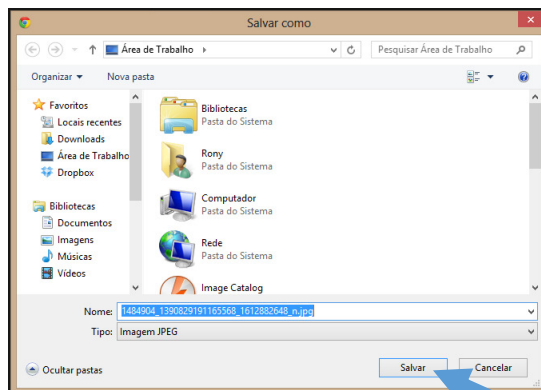 Salvar como
Área de Trabalho
Pesquisar Área de Trabalho
Organizar
Nova pasta
Favoritos
Locais recentes
Downloads
Área de Trabalho
Dropbox
Bibliotecas
Documentos
Imagens
Músicas
Vídeos
Bibliotecas
Pasta do Sistema
Rony
Pasta do Sistema
Computador
Pasta do Sistema
Rede
Pasta do Sistema
Image Catalog
Nome: 1484904_1390829191165568_1612882648_n.jpg
Tipo: Imagem JPEG
Ocultar pastas
Salvar
Cancelar